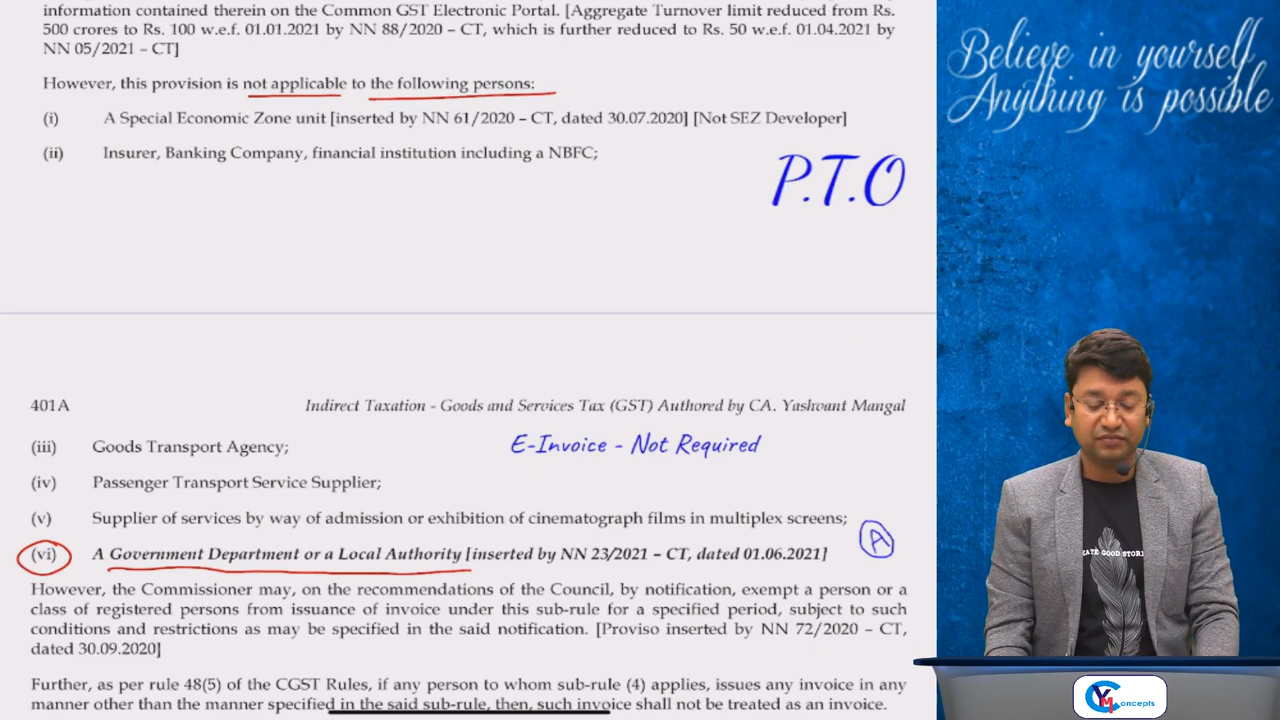 information contained therein on the Common GST Electronic Portal. [Aggregate Turnover limit reduced from Rs.
500 crores to Rs. 100 w.e.f. 01.01.2021 by NN 88/2020 – CT, which is further reduced to Rs. 50 w.e.f. 01.04.2021 by
NN 05/2021 – CT]
However, this provision is not applicable to the following persons:
(i) A Special Economic Zone unit [inserted by NN 61/2020 – CT, dated 30.07.2020] [Not SEZ Developer]
(ii) Insurer, Banking Company, financial institution including a NBFC;
P.T.O
401A Indirect Taxation - Goods and Services Tax (GST) Authored by CA. Yashvant Mangal
(iii) Goods Transport Agency;
E-Invoice - Not Required
(iv) Passenger Transport Service Supplier;
(v) Supplier of services by way of admission or exhibition of cinematograph films in multiplex screens;
(vi) A Government Department or a Local Authority [inserted by NN 23/2021 – CT, dated 01.06.2021]
A
However, the Commissioner may, on the recommendations of the Council, by notification, exempt a person or a
class of registered persons from issuance of invoice under this sub-rule for a specified period, subject to such
conditions and restrictions as may be specified in the said notification. [Proviso inserted by NN 72/2020 – CT,
dated 30.09.2020]
Further, as per rule 48(5) of the CGST Rules, if any person to whom sub-rule (4) applies, issues any invoice in any
manner other than the manner specified in the said sub-rule, then, such invoice shall not be treated as an invoice.
Believe in yourself
Anything is possible
EATE GOOD STORI
YM Concepts